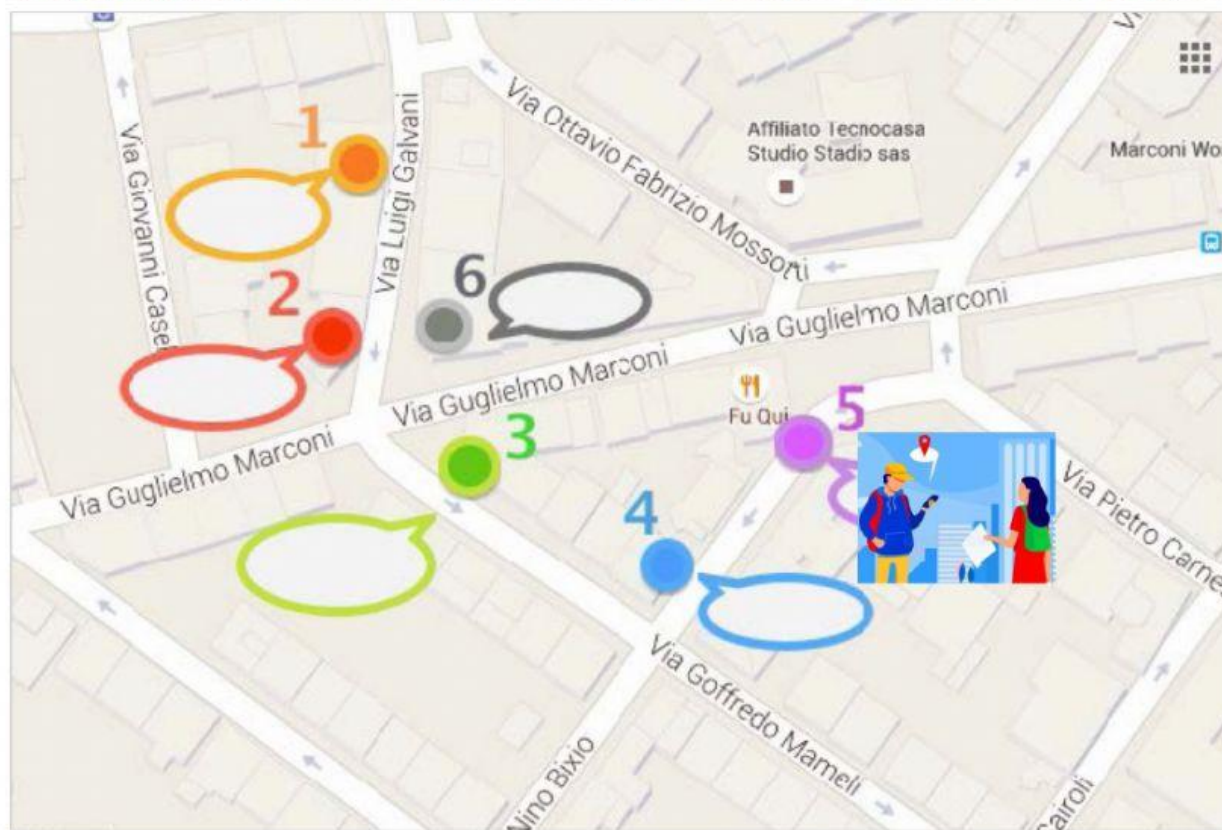 1
Via Giovanni Casel
Via Luigi Galvani
Via Ottavio Fabrizio Mossotti
Affiliato Tecnocasa
Studio Stadio sas
Marconi Wo
2
6
Via Guglielmo Marconi
Via Guglielmo Marconi
Via Guglielmo Marconi
Fu Qui
3
4
5
Via Pietro Carne
Via Goffredo Mameli
Nino Bixio
Cairoli